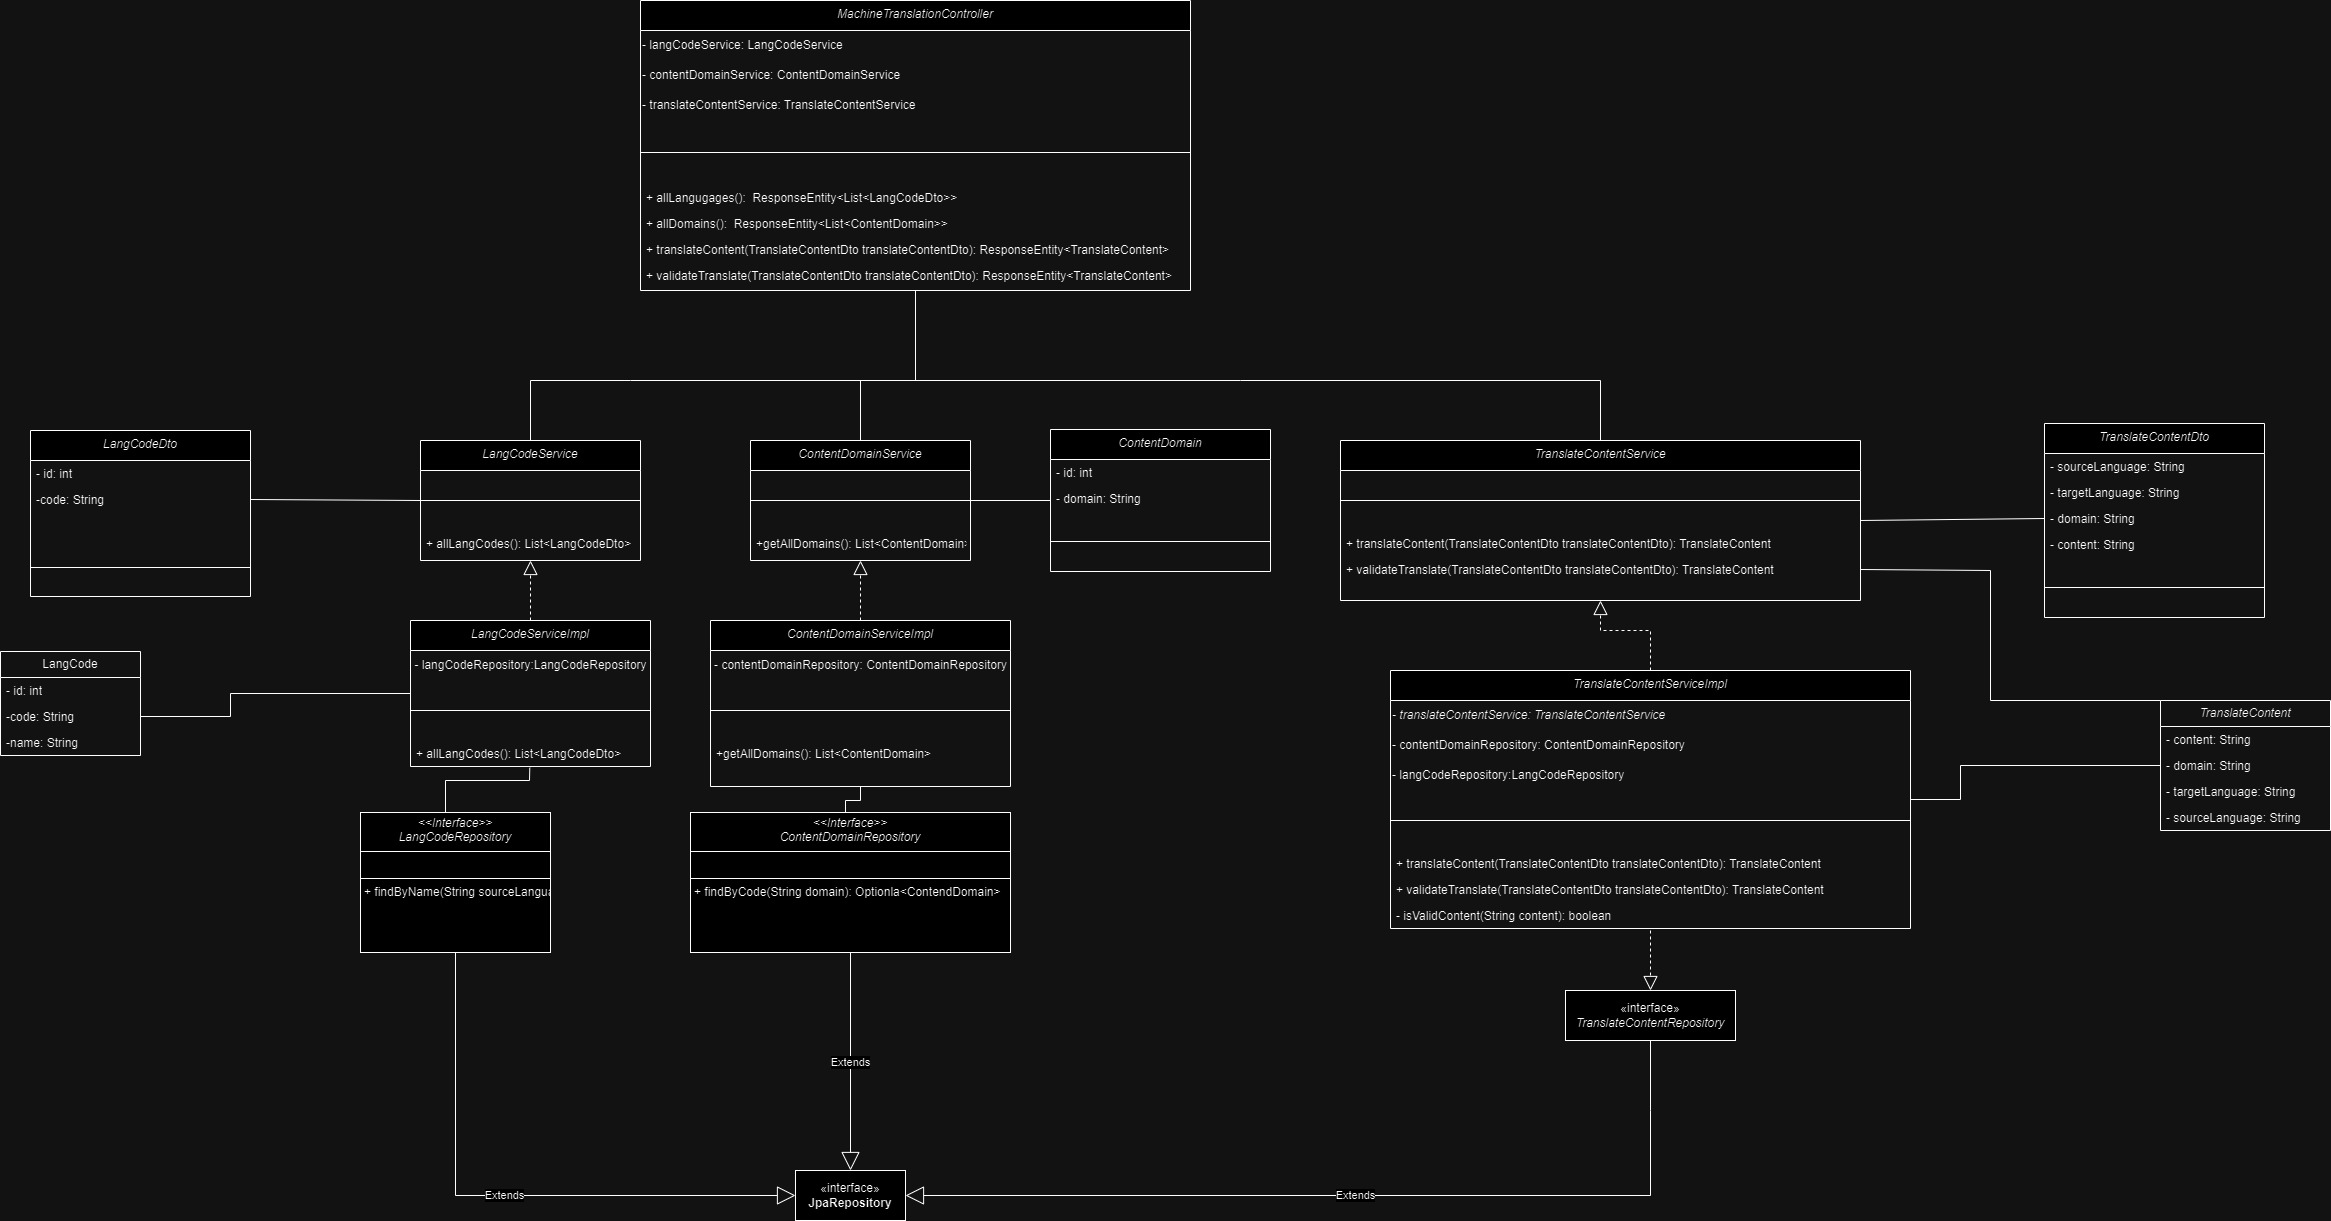 MachineTranslationController
- langCodeService: LangCodeService
- contentDomainService: ContentDomainService
- translateContentService: TranslateContentService
+ allLangugages():  ResponseEntity<List<LangCodeDto>>
+ allDomains():  ResponseEntity<List<ContentDomain>>
+ translateContent(TranslateContentDto translateContentDto): ResponseEntity<TranslateContent>
+ validateTranslate(TranslateContentDto translateContentDto): ResponseEntity<TranslateContent>
LangCodeDto
- id: int
-code: String
LangCodeService
+ allLangCodes(): List<LangCodeDto>
ContentDomainService
+getAllDomains(): List<ContentDomain>
ContentDomain
- id: int
- domain: String
TranslateContentService
+ translateContent(TranslateContentDto translateContentDto): TranslateContent
+ validateTranslate(TranslateContentDto translateContentDto): TranslateContent
TranslateContentDto
- sourceLanguage: String
- targetLanguage: String
- domain: String
- content: String
LangCode
- id: int
-code: String
-name: String
LangCodeServiceImpl
- langCodeRepository:LangCodeRepository
+ allLangCodes(): List<LangCodeDto>
ContentDomainServiceImpl
- contentDomainRepository: ContentDomainRepository
+getAllDomains(): List<ContentDomain>
TranslateContentServiceImpl
- translateContentService: TranslateContentService
- contentDomainRepository: ContentDomainRepository
- langCodeRepository:LangCodeRepository
+ translateContent(TranslateContentDto translateContentDto): TranslateContent
+ validateTranslate(TranslateContentDto translateContentDto): TranslateContent
- isValidContent(String content): boolean
TranslateContent
- content: String
- domain: String
- targetLanguage: String
- sourceLanguage: String
<<Interface>>
LangCodeRepository
+ findByName(String sourceLangua
<<Interface>>
ContentDomainRepository
+ findByCode(String domain): Optionla<ContendDomain>
«interface»
TranslateContentRepository
Extends
Extends
Extends
«interface»
JpaRepository